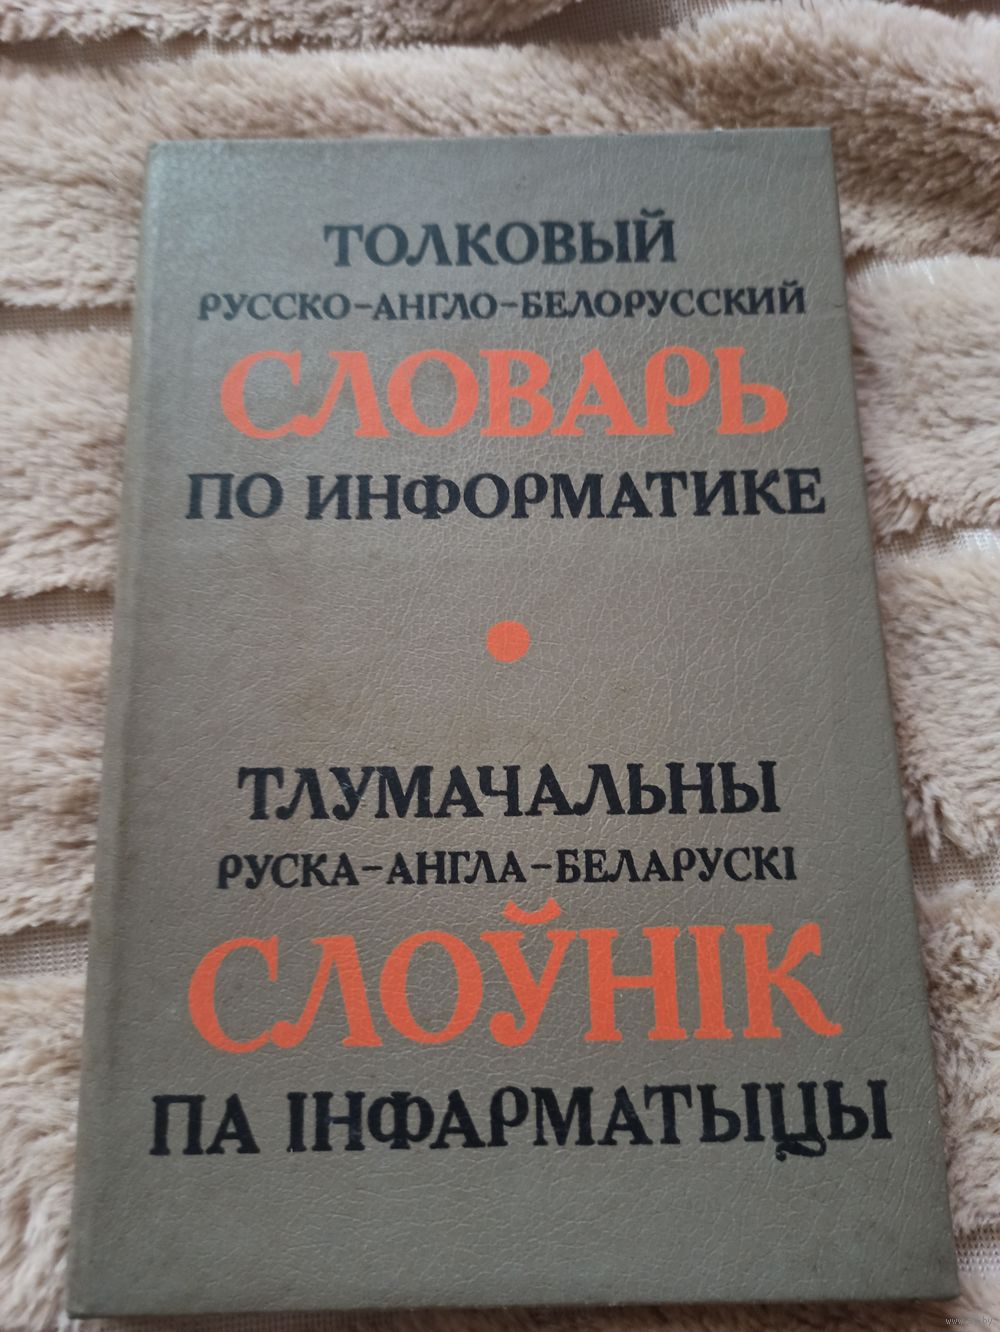 ТОЛКОВЫЙ
РУССКО-АНГЛО-БЕЛОРУССКИЙ
СЛОВАРЬ
ПО ИНФОРМАТИКЕ
ТЛУМАЧАЛЬНЫ
РУСКА-АНГЛА-БЕЛАРУСКІ
СЛОЎНІК
ПА ІНФАРМАТЫЦЫ